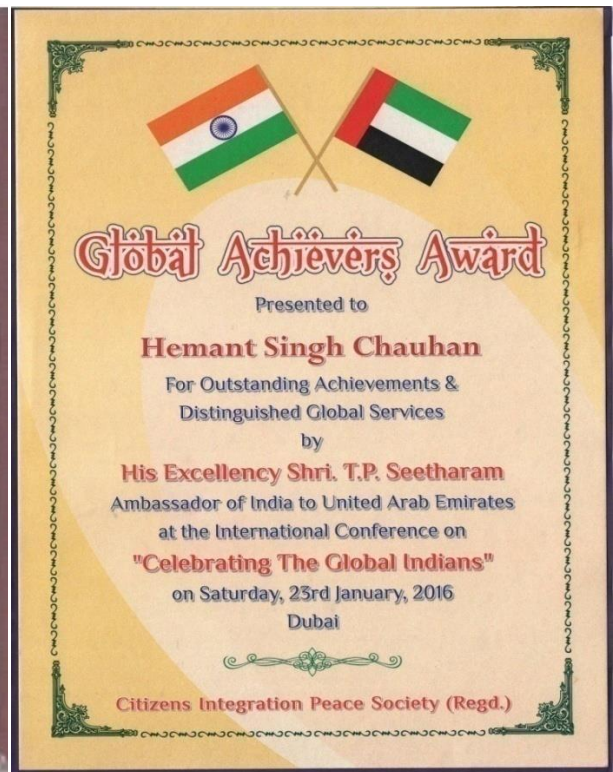 Global Achievers Award
Presented to
Hemant Singh Chauhan
For Outstanding Achievements &
Distinguished Global Services
by
His Excellency Shri. T.P. Seetharam
Ambassador of India to United Arab Emirates
at the International Conference on
"Celebrating The Global Indians"
on Saturday, 23rd January, 2016
Dubai
Citizens Integration Peace Society (Regd.)